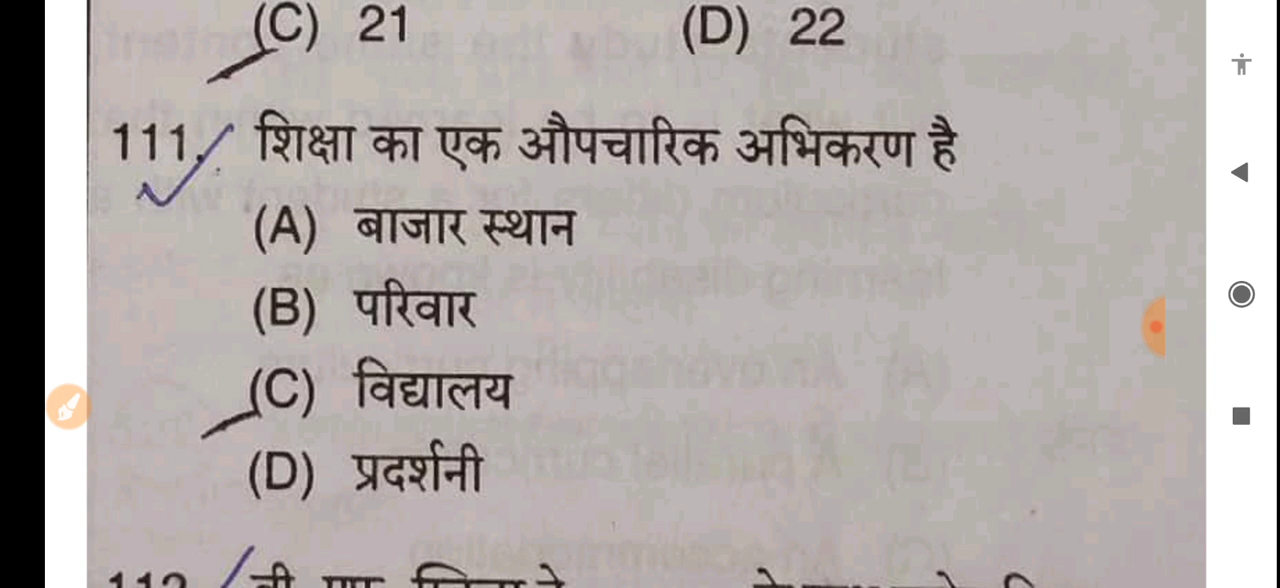 (C) 21 (D) 22
111. शिक्षा का एक औपचारिक अभिकरण है
(A) बाजार स्थान
(B) परिवार
(C) विद्यालय
(D) प्रदर्शनी